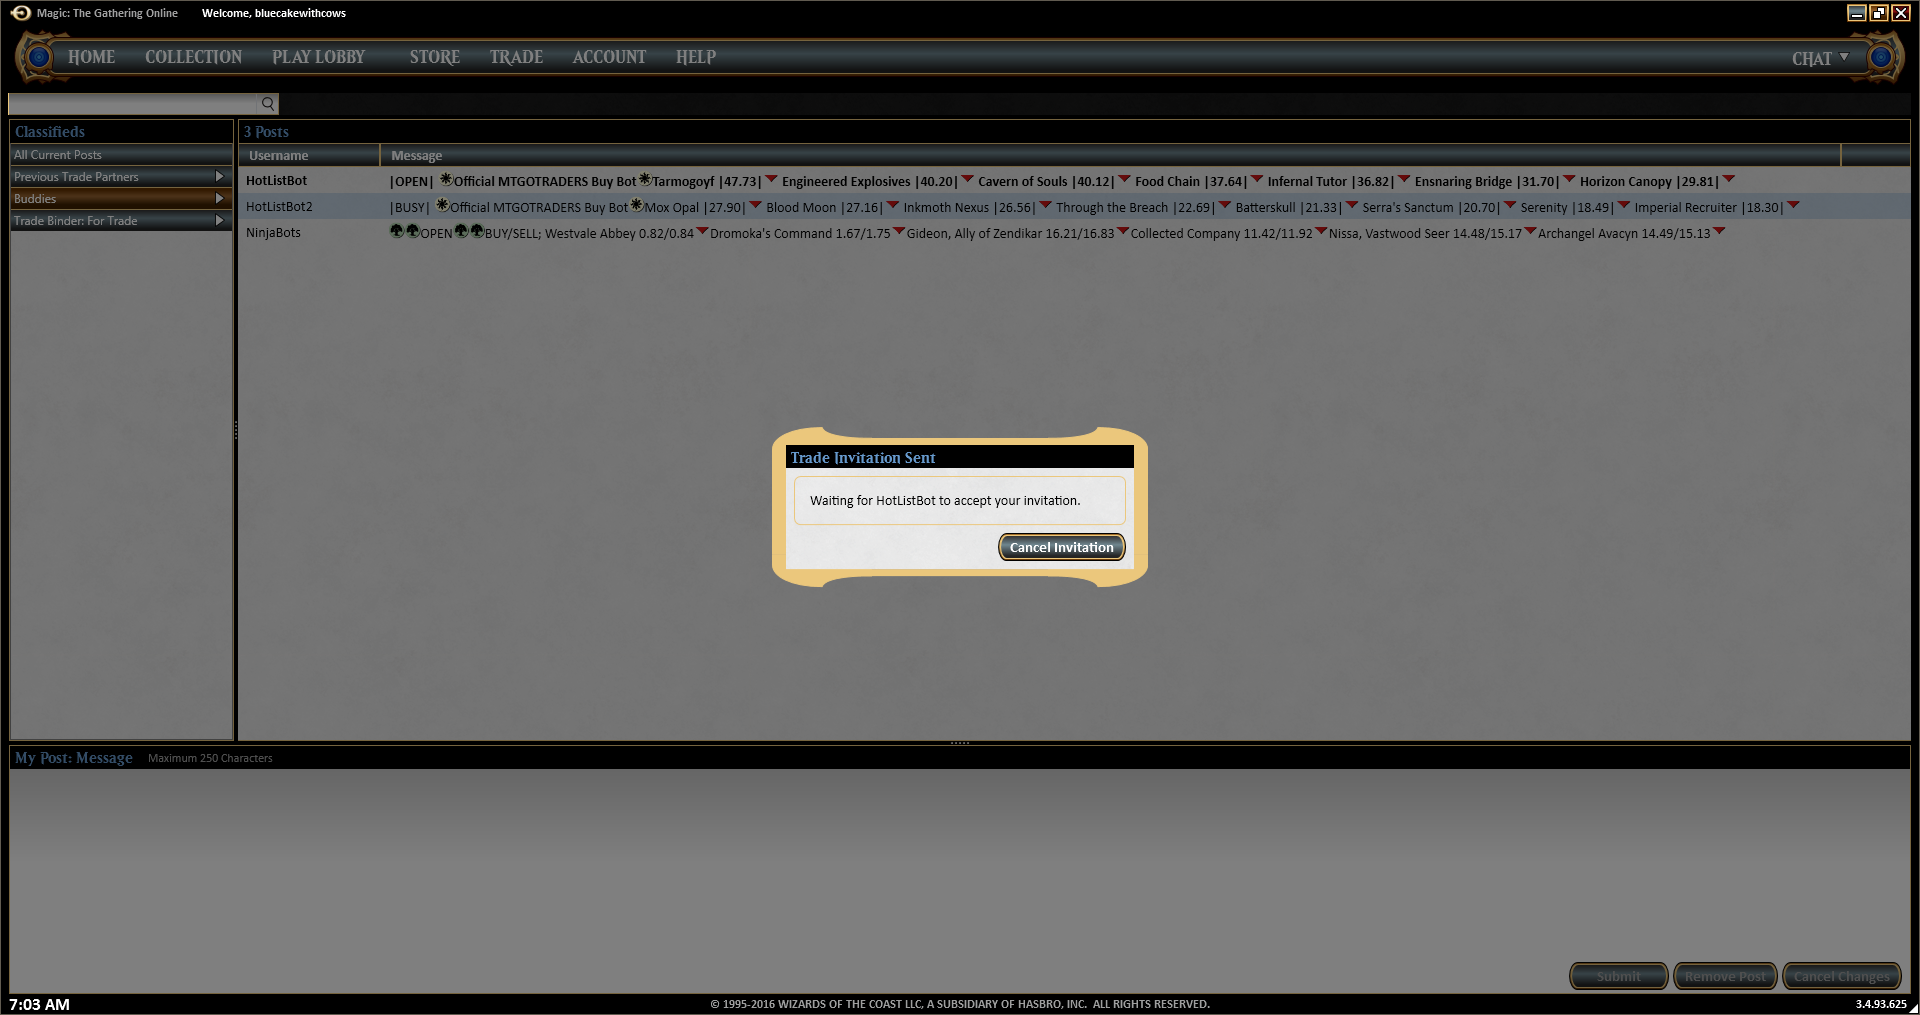 Magic: The Gathering Online Welcome, bluecakewithcows
HOME COLLECTION PLAY LOBBY STORE TRADE ACCOUNT HELP CHAT
Classifieds
All Current Posts
Previous Trade Partners
Buddies
Trade Binder: For Trade
3 Posts
Username Message
HotListBot |OPEN| Official MTGOTRADERS Buy Bot Tarmogoyf |47.73| Engineered Explosives |40.20| Cavern of Souls |40.12| Food Chain |37.64| Infernal Tutor |36.82| Ensnaring Bridge |31.70| Horizon Canopy |29.81|
HotListBot2 |BUSY| Official MTGOTRADERS Buy Bot Mox Opal |27.90| Blood Moon |27.16| Inkmoth Nexus |26.56| Through the Breach |22.69| Batterskull |21.33| Serra's Sanctum |20.70| Serenity |18.49| Imperial Recruiter |18.30|
NinjaBots OPEN BUY/SELL; Westvale Abbey 0.82/0.84 Dromoka's Command 1.67/1.75 Gideon, Ally of Zendikar 16.21/16.83 Collected Company 11.42/11.92 Nissa, Vastwood Seer 14.48/15.17 Archangel Avacyn 14.49/15.13
Trade Invitation Sent
Waiting for HotListBot to accept your invitation.
Cancel Invitation
My Post: Message Maximum 250 Characters
Submit Remove Post Cancel Changes
7:03 AM © 1995-2016 WIZARDS OF THE COAST LLC, A SUBSIDIARY OF HASBRO, INC. ALL RIGHTS RESERVED. 3.4.93.625